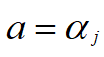 a = α_j